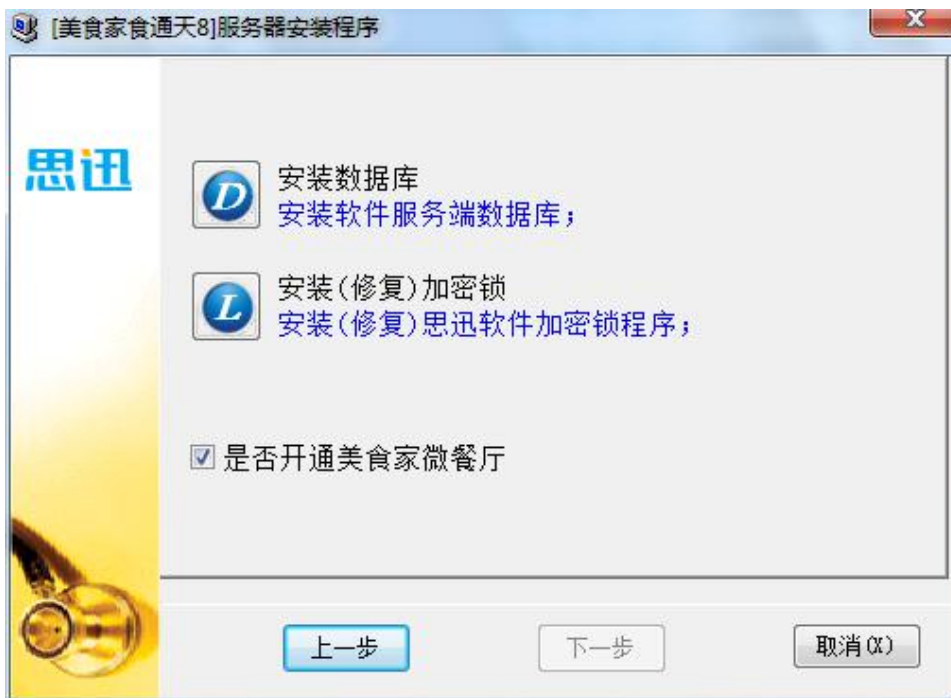 [美食家食通天8]服务器安装程序
思迅
D
安装数据库
安装软件服务端数据库;
L
安装(修复)加密锁
安装(修复)思迅软件加密锁程序;
是否开通美食家微餐厅
上一步
下一步
取消(X)